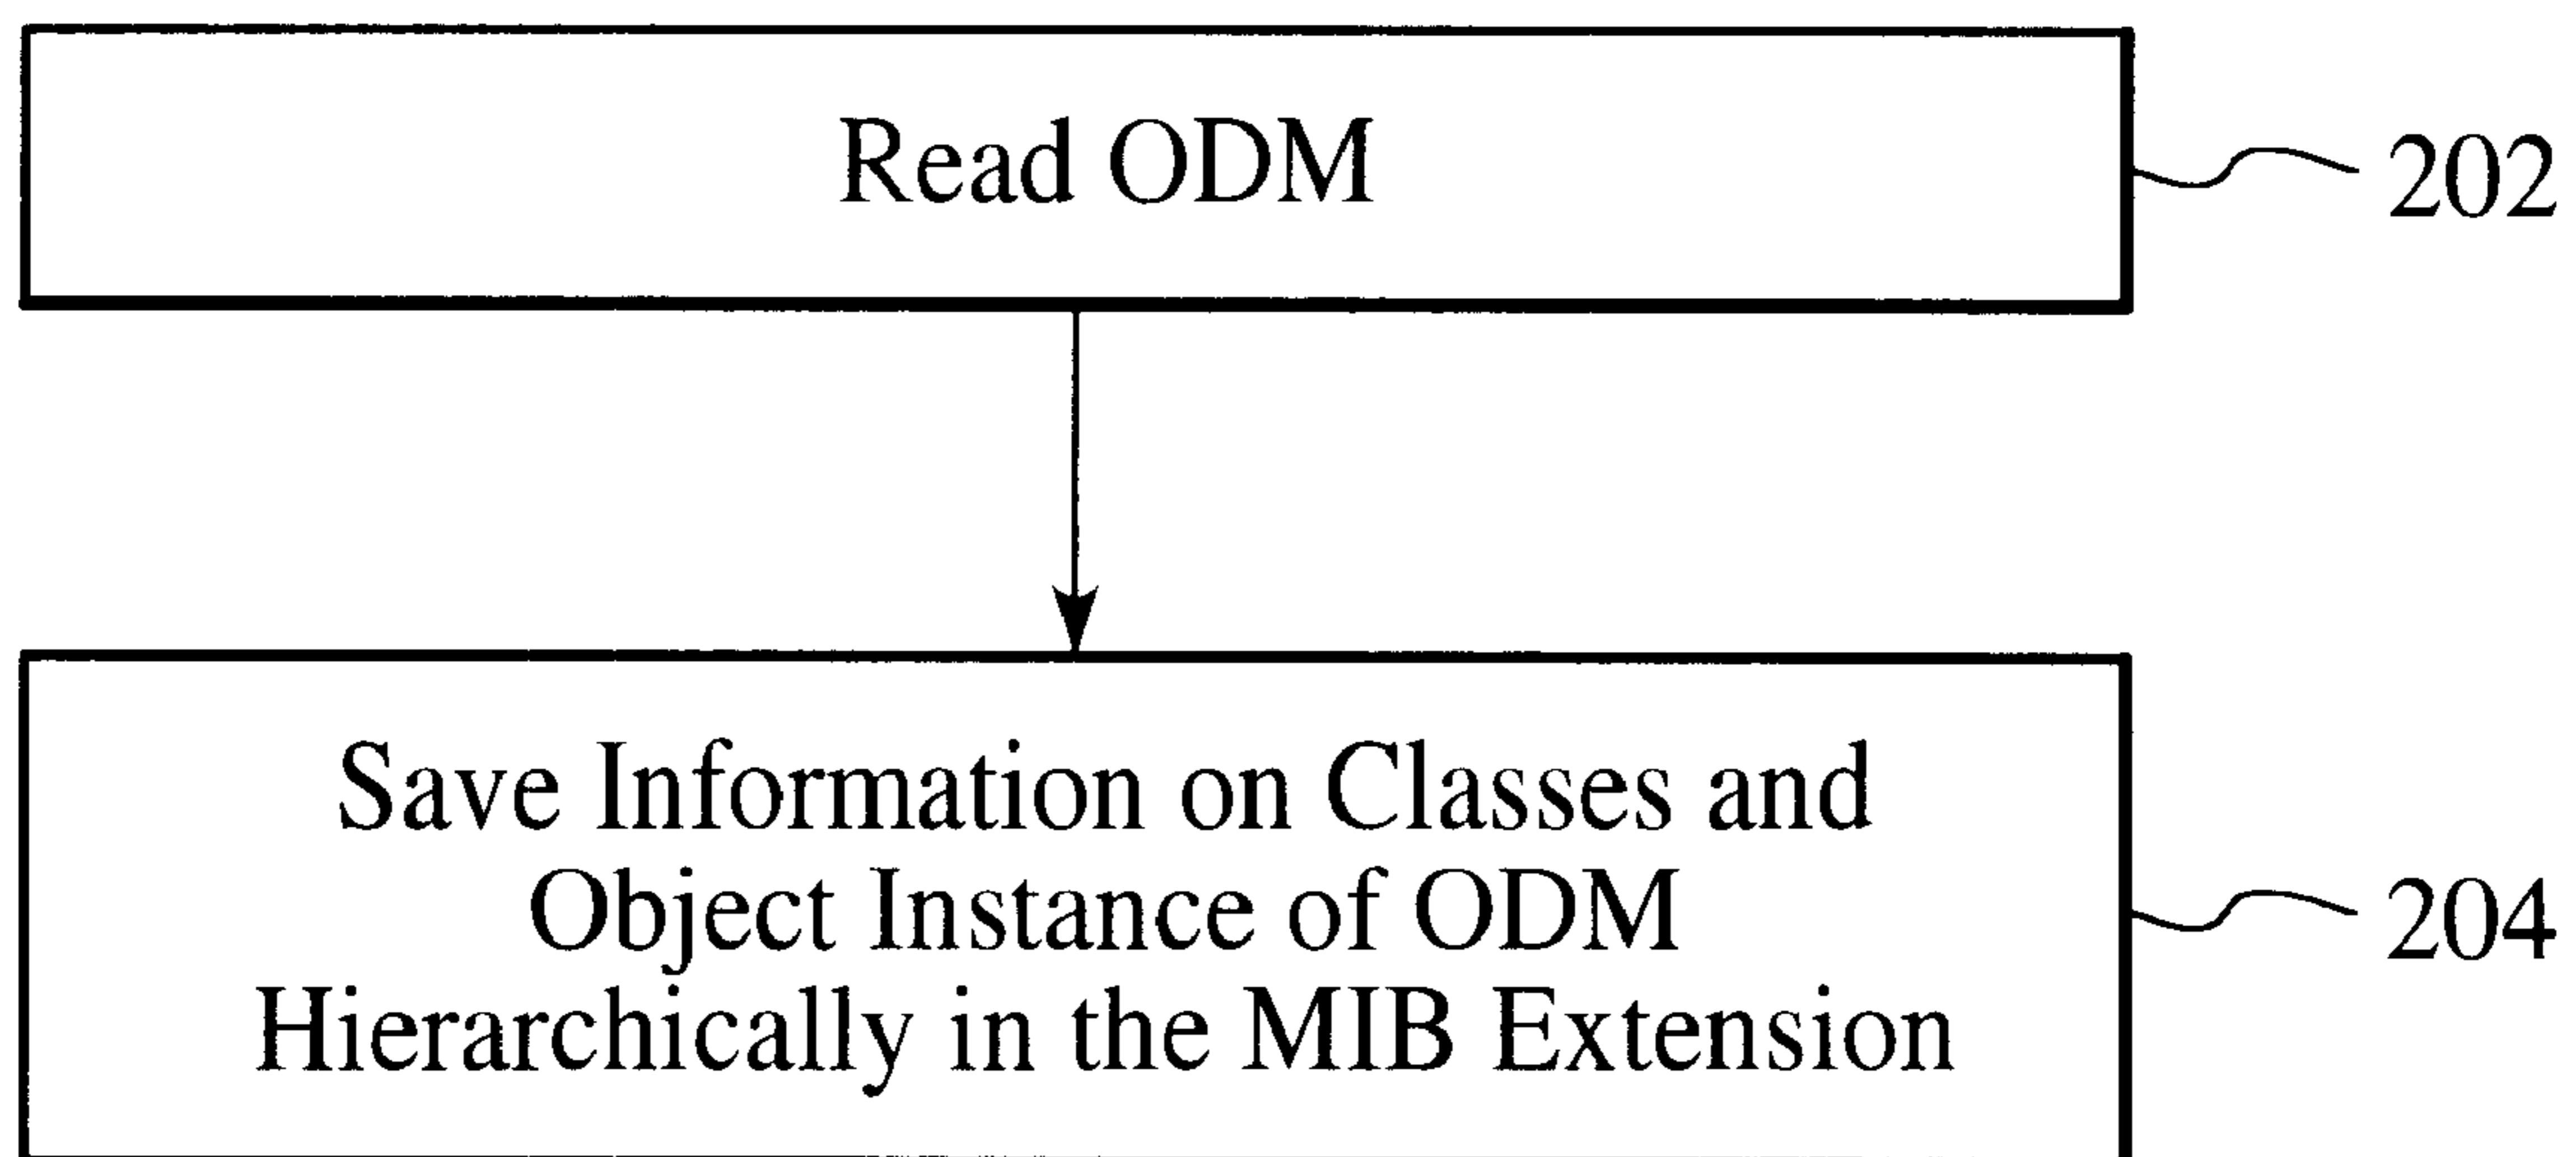 Read ODM
202
Save Information on Classes and
Object Instance of ODM
Hierarchically in the MIB Extension
204